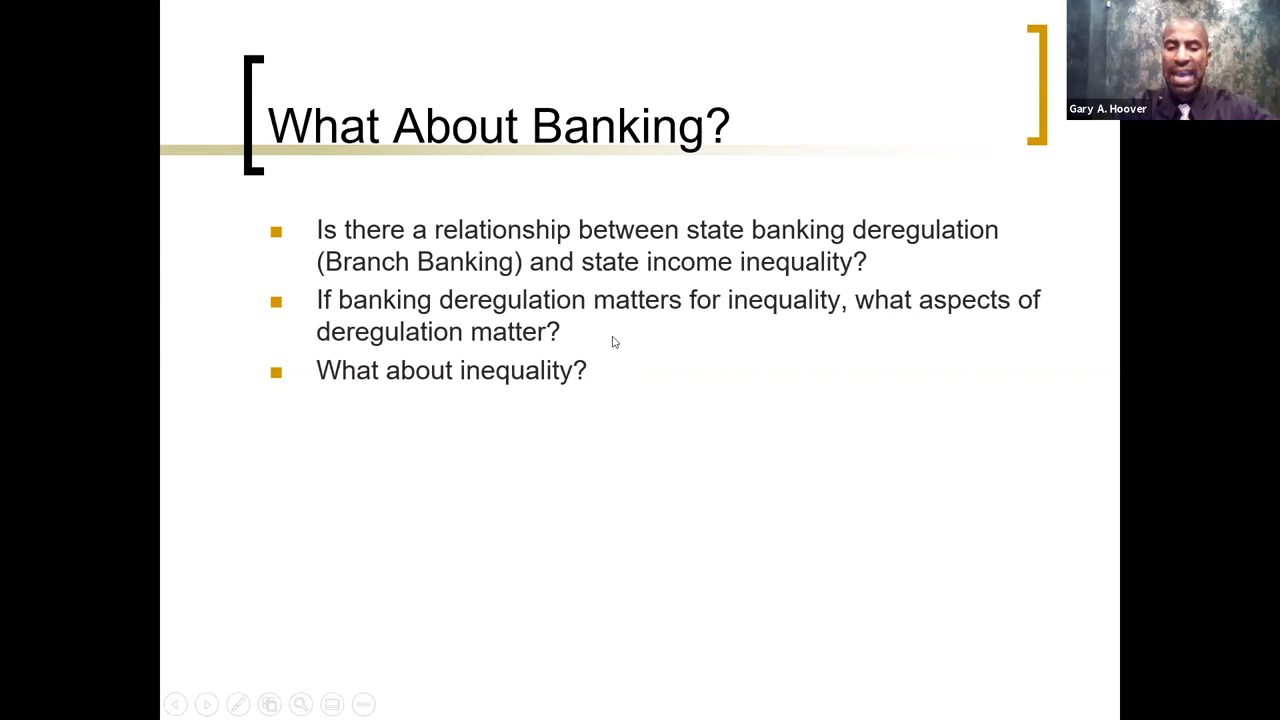 What About Banking?
Gary A. Hoover
Is there a relationship between state banking deregulation
(Branch Banking) and state income inequality?
If banking deregulation matters for inequality, what aspects of
deregulation matter?
What about inequality?